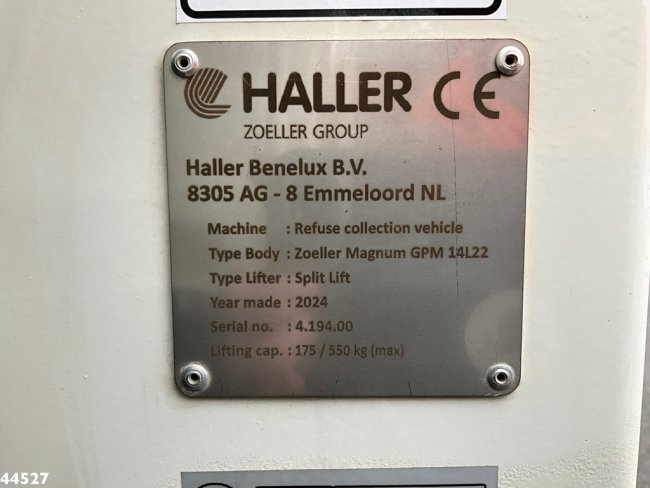 HALLER CE
ZOELLER GROUP
Haller Benelux B.V.
8305 AG - 8 Emmeloord NL
Machine : Refuse collection vehicle
Type Body : Zoeller Magnum GPM 14L22
Type Lifter : Split Lift
Year made : 2024
Serial no. : 4.194.00
Lifting cap. : 175 / 550 kg (max)
44527